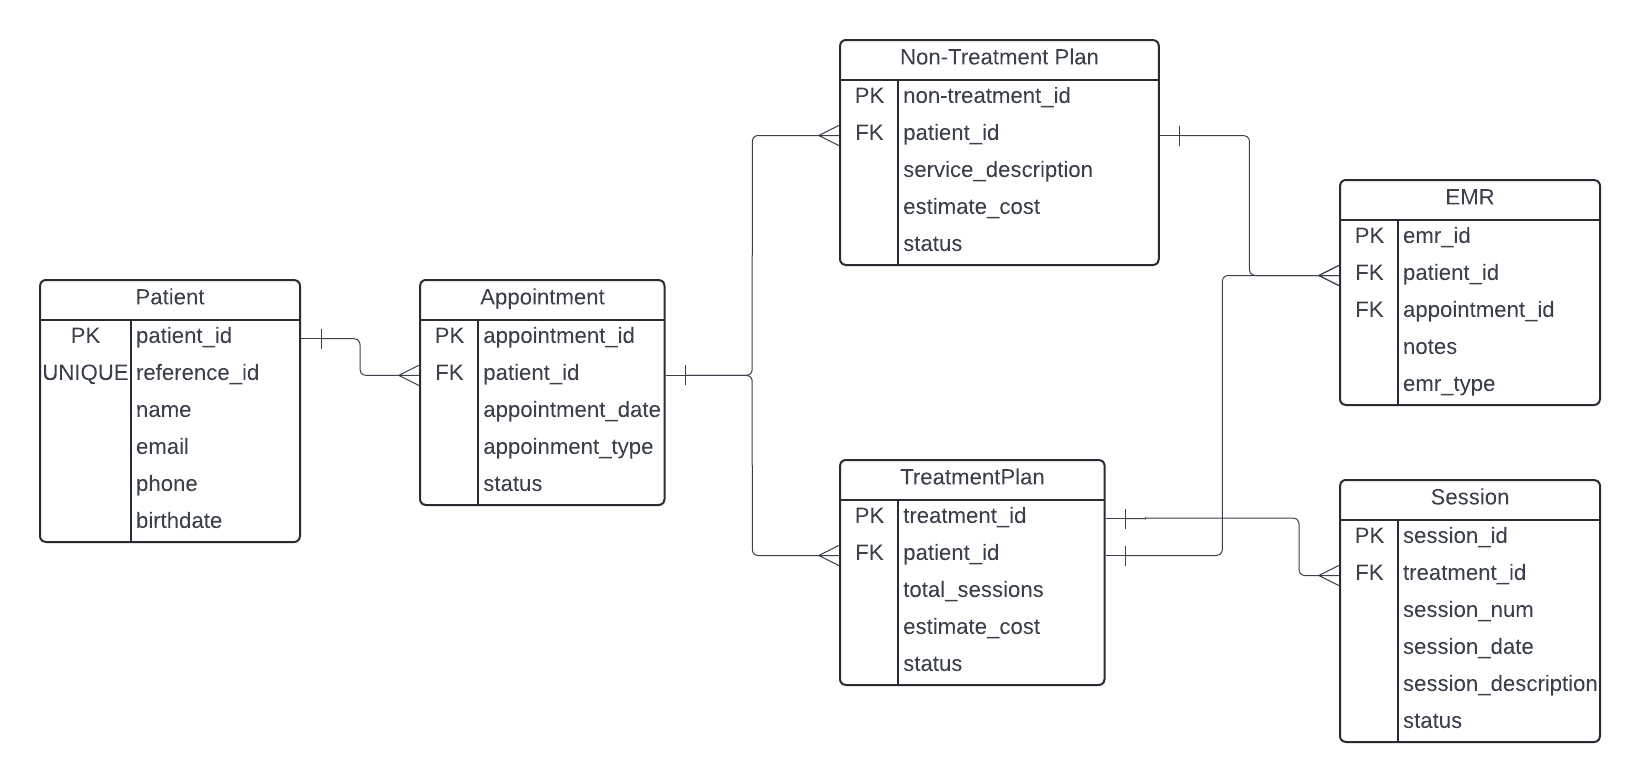 Non-Treatment Plan
PK non-treatment_id
FK patient_id
service_description
estimate_cost
status
EMR
PK emr_id
FK patient_id
FK appointment_id
notes
emr_type
Patient
PK patient_id
UNIQUE reference_id
name
email
phone
birthdate
Appointment
PK appointment_id
FK patient_id
appointment_date
appoinment_type
status
TreatmentPlan
PK treatment_id
FK patient_id
total_sessions
estimate_cost
status
Session
PK session_id
FK treatment_id
session_num
session_date
session_description
status